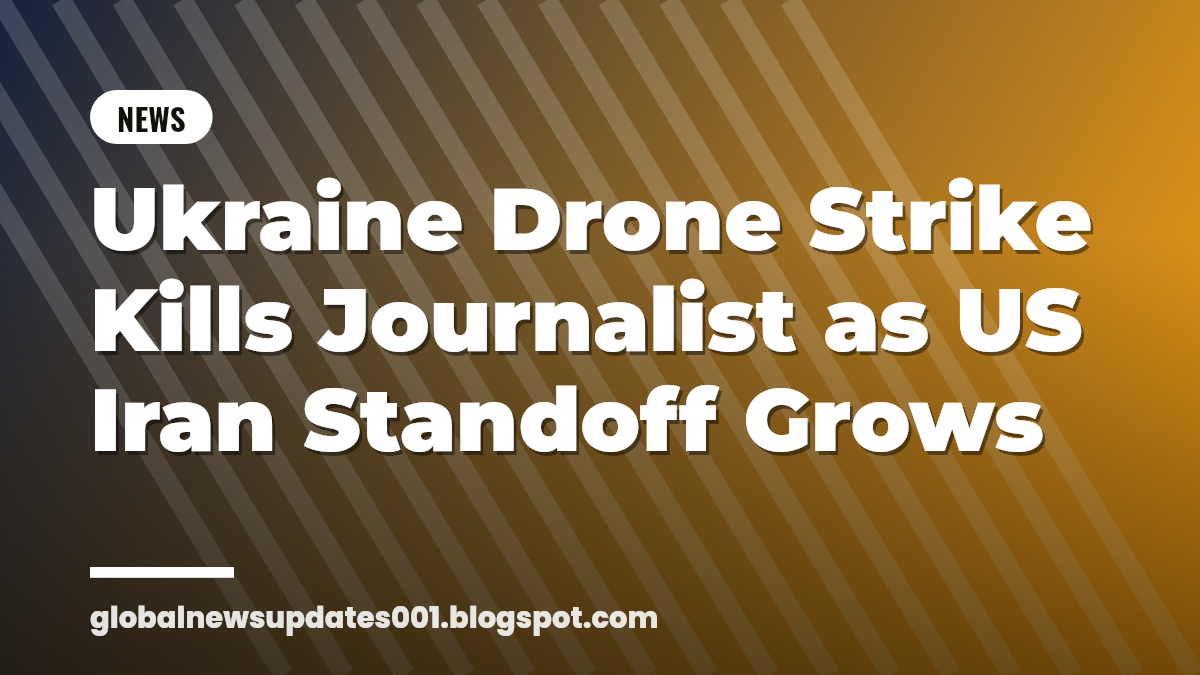 NEWS
Ukraine Drone Strike
Kills Journalist as US
Iran Standoff Grows
globalnewsupdates001.blogspot.com